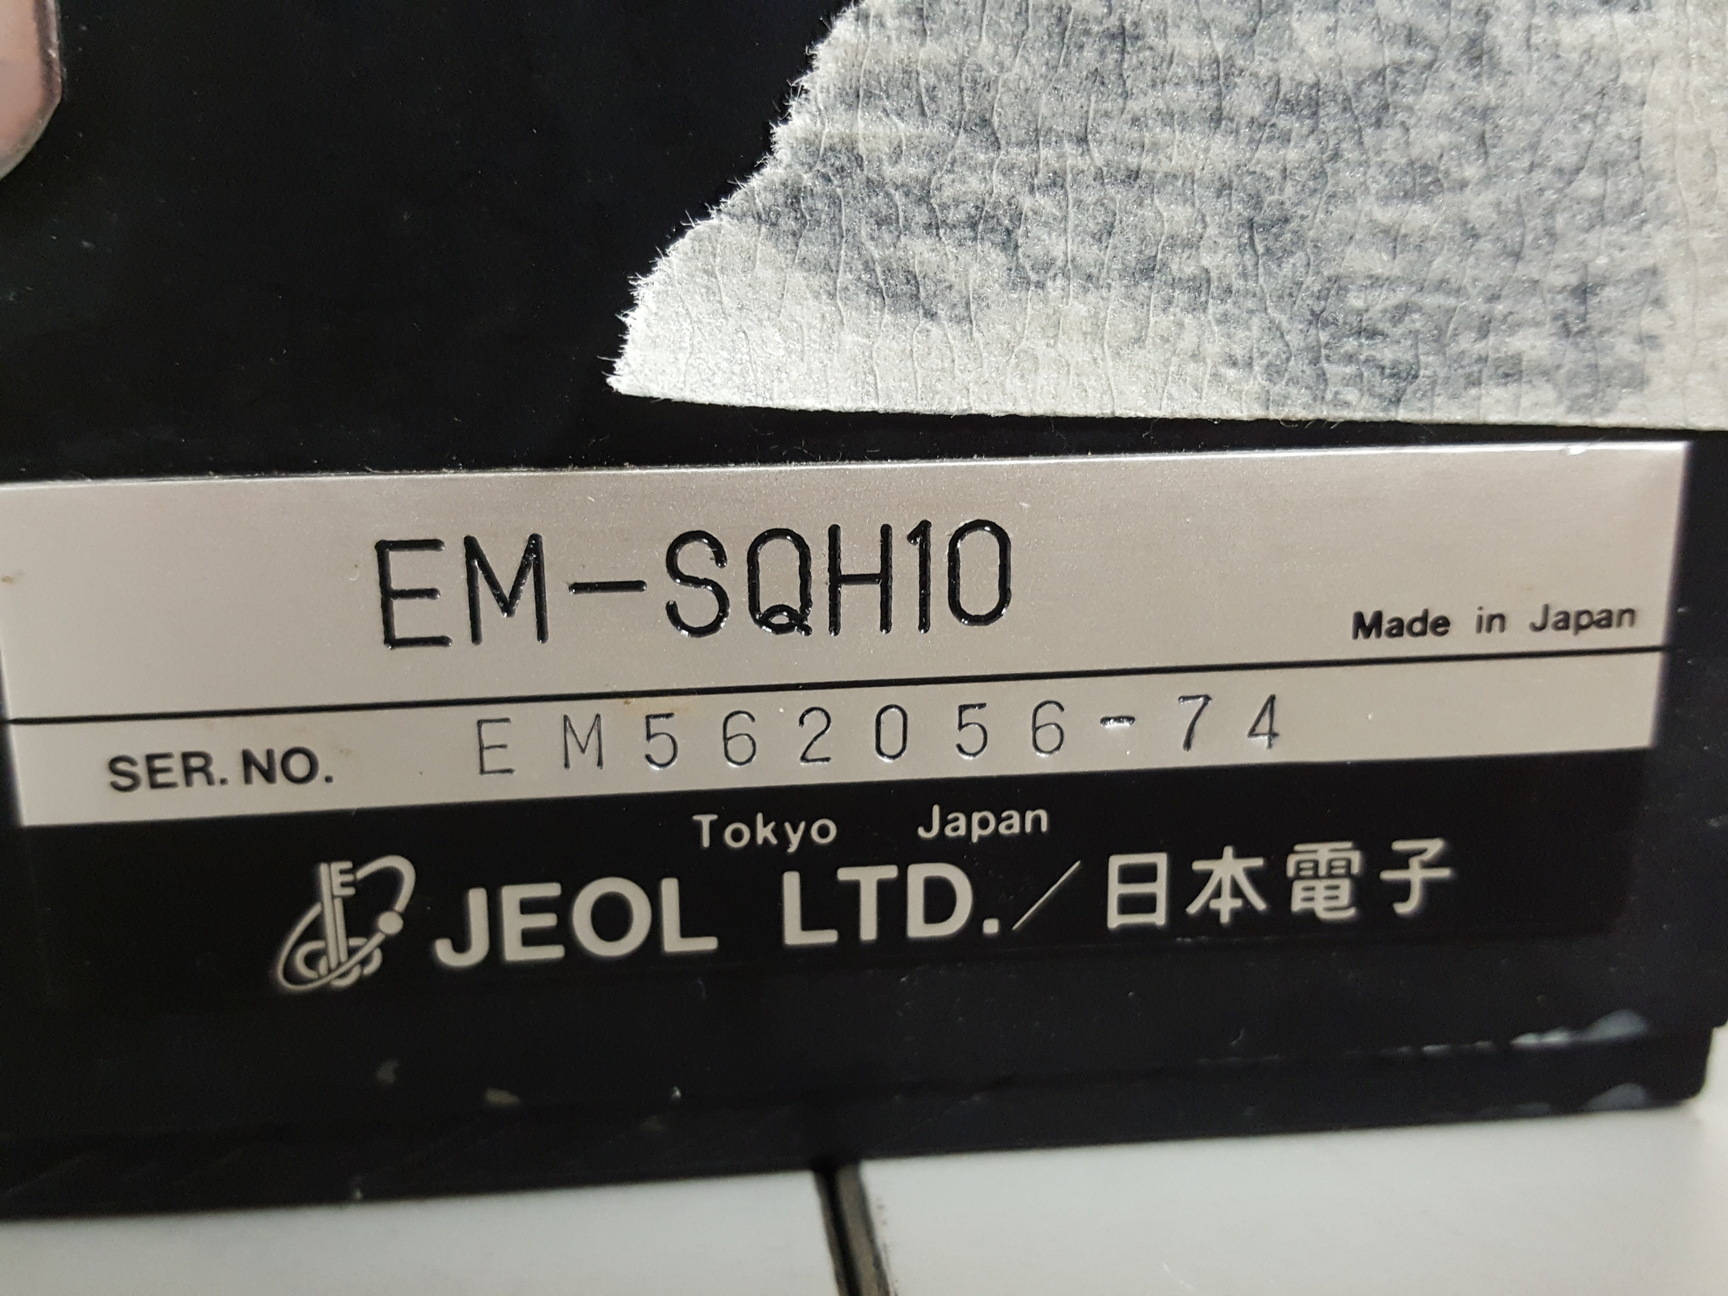 EM-SQH10
Made in Japan
SER. NO. EM562056-74
Tokyo Japan
JEOL LTD./日本電子